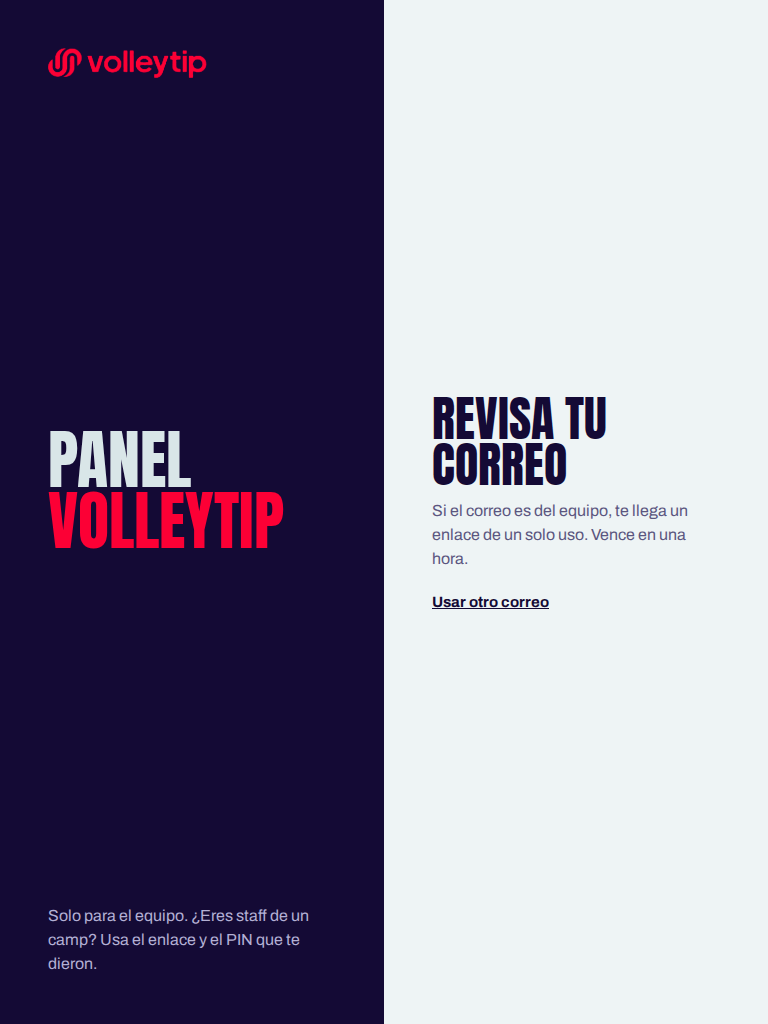 volleytip
PANEL
VOLLEYTIP
Solo para el equipo. ¿Eres staff de un
camp? Usa el enlace y el PIN que te
dieron.
REVISA TU
CORREO
Si el correo es del equipo, te llega un
enlace de un solo uso. Vence en una
hora.
Usar otro correo